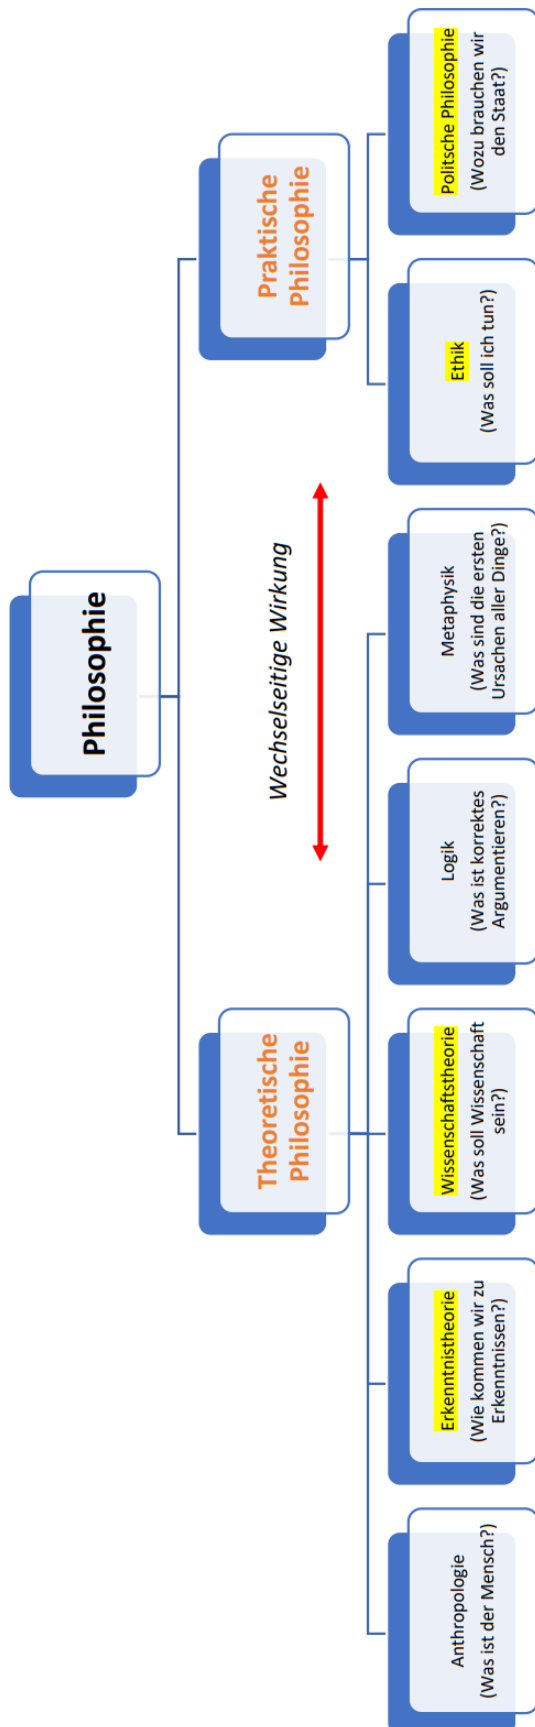 Philosophie
Theoretische
Philosophie
Wechselseitige Wirkung
Praktische
Philosophie
Anthropologie
(Was ist der Mensch?)
Erkenntnistheorie
(Wie kommen wir zu
Erkenntnissen?)
Wissenschaftstheorie
(Was soll Wissenschaft
sein?)
Logik
(Was ist korrektes
Argumentieren?)
Metaphysik
(Was sind die ersten
Ursachen aller Dinge?)
Ethik
(Was soll ich tun?)
Politsche Philosophie
(Wozu brauchen wir
den Staat?)